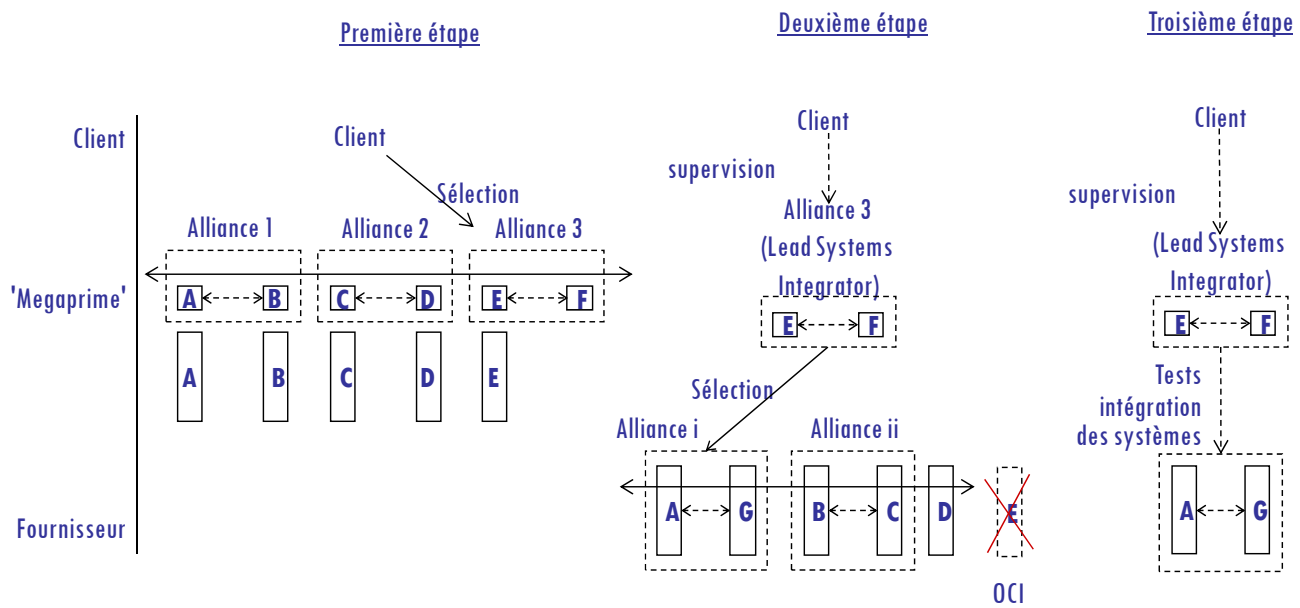 Première étape
Deuxième étape
Troisième étape
Client
'Megaprime'
Fournisseur
Client
Sélection
Alliance 1
Alliance 2
Alliance 3
A
B
C
D
E
F
A
B
C
D
E
Client
supervision
Alliance 3
(Lead Systems
Integrator)
E
F
Sélection
Alliance i
Alliance ii
A
G
B
C
D
E
OCI
Client
supervision
(Lead Systems
Integrator)
E
F
Tests
intégration
des systèmes
A
G